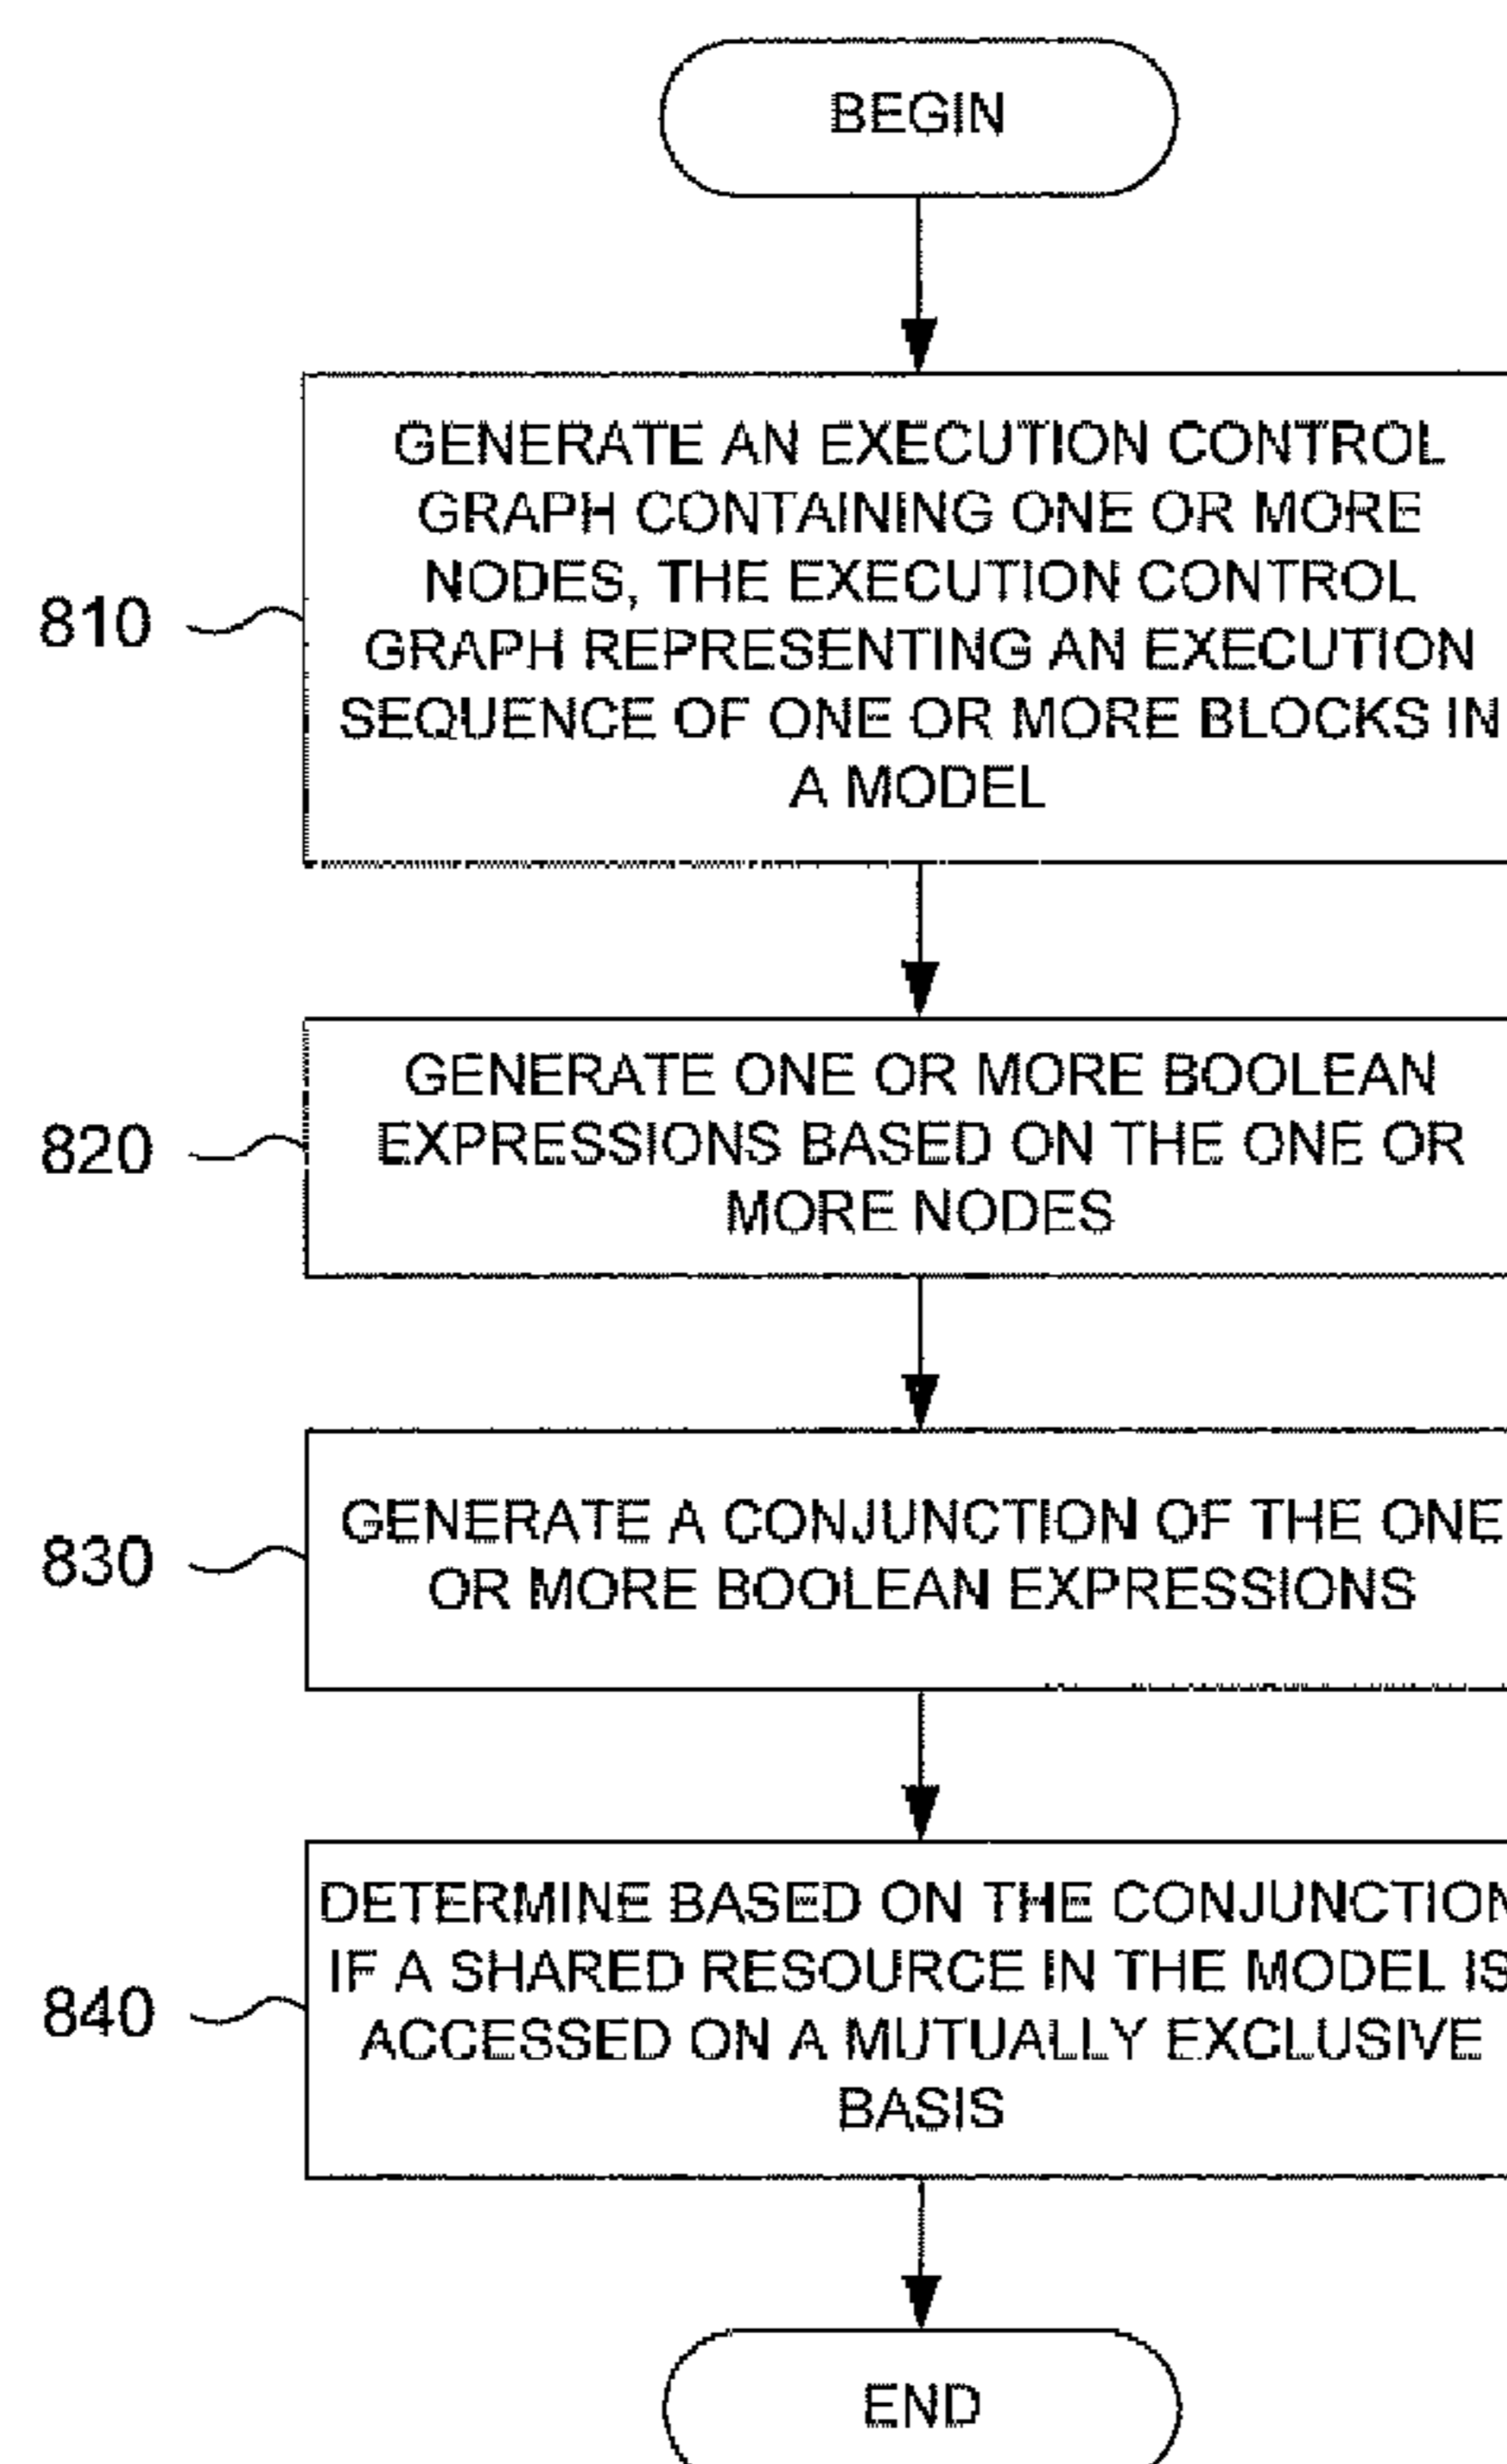 BEGIN
GENERATE AN EXECUTION CONTROL
GRAPH CONTAINING ONE OR MORE
NODES, THE EXECUTION CONTROL
810
GRAPH REPRESENTING AN EXECUTION
SEQUENCE OF ONE OR MORE BLOCKS IN
A MODEL
GENERATE ONE OR MORE BOOLEAN
820
EXPRESSIONS BASED ON THE ONE OR
MORE NODES
GENERATE A CONJUNCTION OF THE ONE
830
OR MORE BOOLEAN EXPRESSIONS
DETERMINE BASED ON THE CONJUNCTION
IF A SHARED RESOURCE IN THE MODEL IS
840
ACCESSED ON A MUTUALLY EXCLUSIVE
BASIS
END